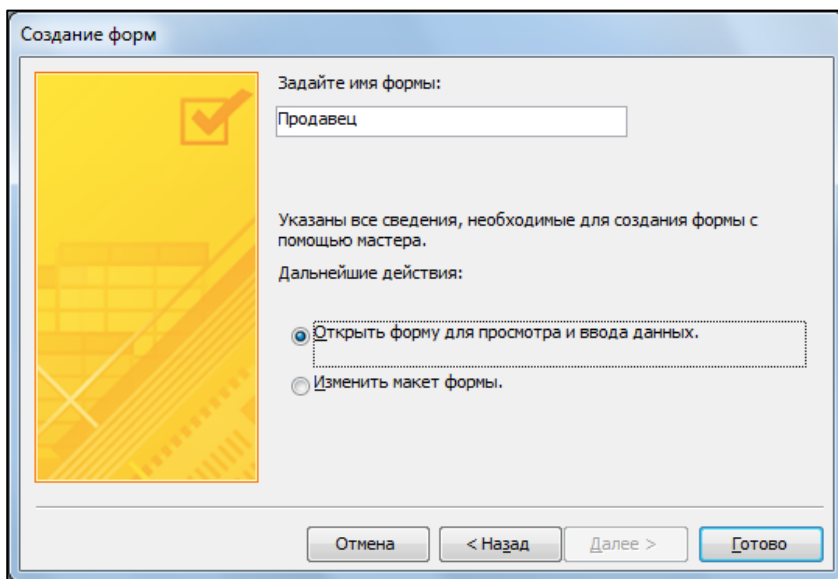 Создание форм
Задайте имя формы:
Продавец
Указаны все сведения, необходимые для создания формы с
помощью мастера.
Дальнейшие действия:
Открыть форму для просмотра и ввода данных.
Изменить макет формы.
Отмена
< Назад
Далее >
Готово